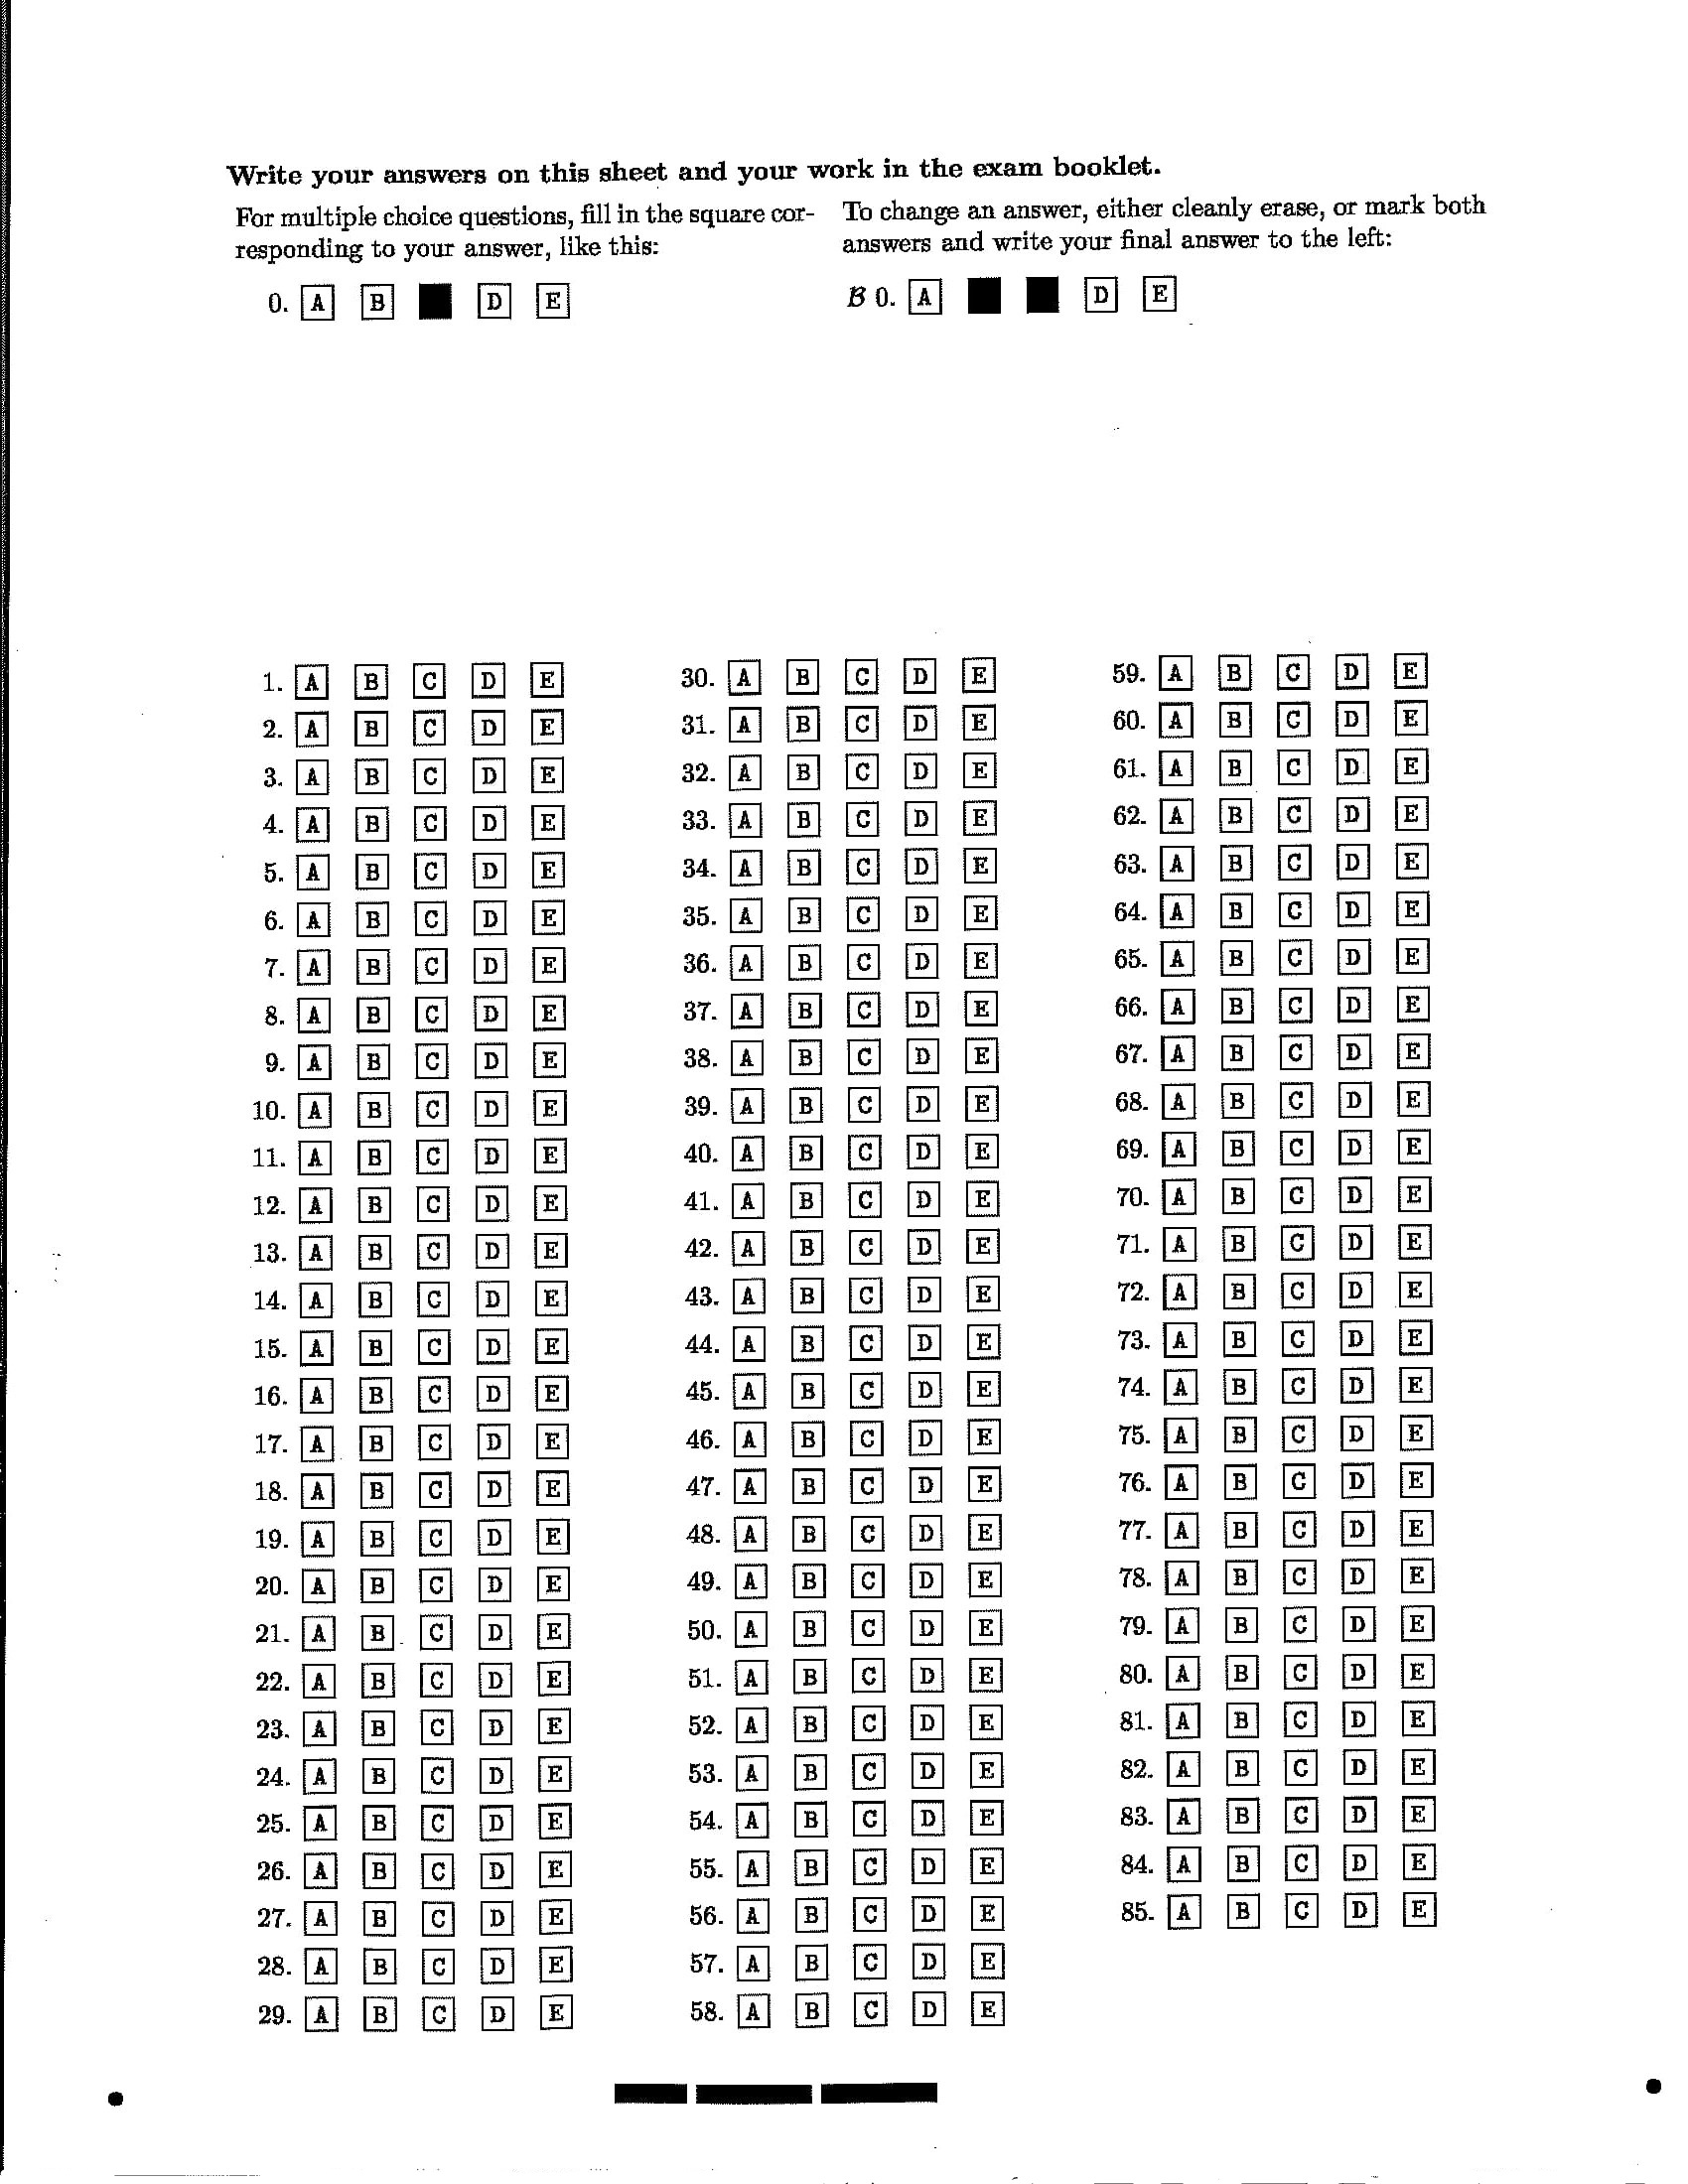 Write your answers on this sheet and your work in the exam booklet.
For multiple choice questions, fill in the square cor-
responding to your answer, like this:
0. A B D E
To change an answer, either cleanly erase, or mark both
answers and write your final answer to the left:
B 0. A D E
1. A B C D E
2. A B C D E
3. A B C D E
4. A B C D E
5. A B C D E
6. A B C D E
7. A B C D E
8. A B C D E
9. A B C D E
10. A B C D E
11. A B C D E
12. A B C D E
13. A B C D E
14. A B C D E
15. A B C D E
16. A B C D E
17. A B C D E
18. A B C D E
19. A B C D E
20. A B C D E
21. A B C D E
22. A B C D E
23. A B C D E
24. A B C D E
25. A B C D E
26. A B C D E
27. A B C D E
28. A B C D E
29. A B C D E
30. A B C D E
31. A B C D E
32. A B C D E
33. A B C D E
34. A B C D E
35. A B C D E
36. A B C D E
37. A B C D E
38. A B C D E
39. A B C D E
40. A B C D E
41. A B C D E
42. A B C D E
43. A B C D E
44. A B C D E
45. A B C D E
46. A B C D E
47. A B C D E
48. A B C D E
49. A B C D E
50. A B C D E
51. A B C D E
52. A B C D E
53. A B C D E
54. A B C D E
55. A B C D E
56. A B C D E
57. A B C D E
58. A B C D E
59. A B C D E
60. A B C D E
61. A B C D E
62. A B C D E
63. A B C D E
64. A B C D E
65. A B C D E
66. A B C D E
67. A B C D E
68. A B C D E
69. A B C D E
70. A B C D E
71. A B C D E
72. A B C D E
73. A B C D E
74. A B C D E
75. A B C D E
76. A B C D E
77. A B C D E
78. A B C D E
79. A B C D E
80. A B C D E
81. A B C D E
82. A B C D E
83. A B C D E
84. A B C D E
85. A B C D E